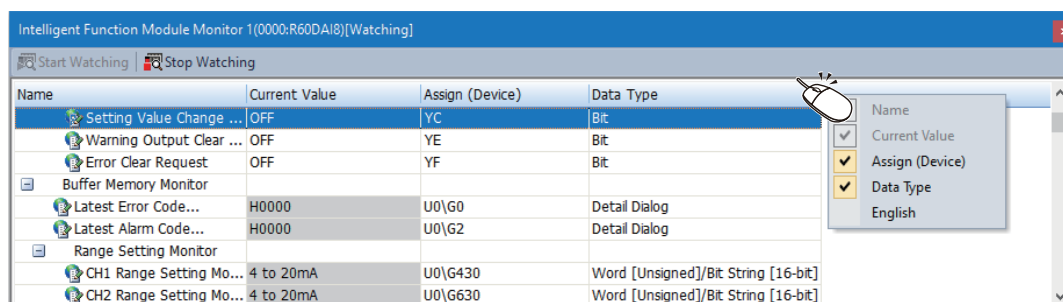 Intelligent Function Module Monitor 1(0000:R60DAI8)[Watching]
Start Watching Stop Watching
Name Current Value Assign (Device) Data Type
Setting Value Change ... OFF YC Bit
Warning Output Clear ... OFF YE Bit
Error Clear Request OFF YF Bit
Buffer Memory Monitor
Latest Error Code... H0000 U0\G0 Detail Dialog
Latest Alarm Code... H0000 U0\G2 Detail Dialog
Range Setting Monitor
CH1 Range Setting Mo... 4 to 20mA U0\G430 Word [Unsigned]/Bit String [16-bit]
CH2 Range Setting Mo... 4 to 20mA U0\G630 Word [Unsigned]/Bit String [16-bit]
Name
Current Value
Assign (Device)
Data Type
English